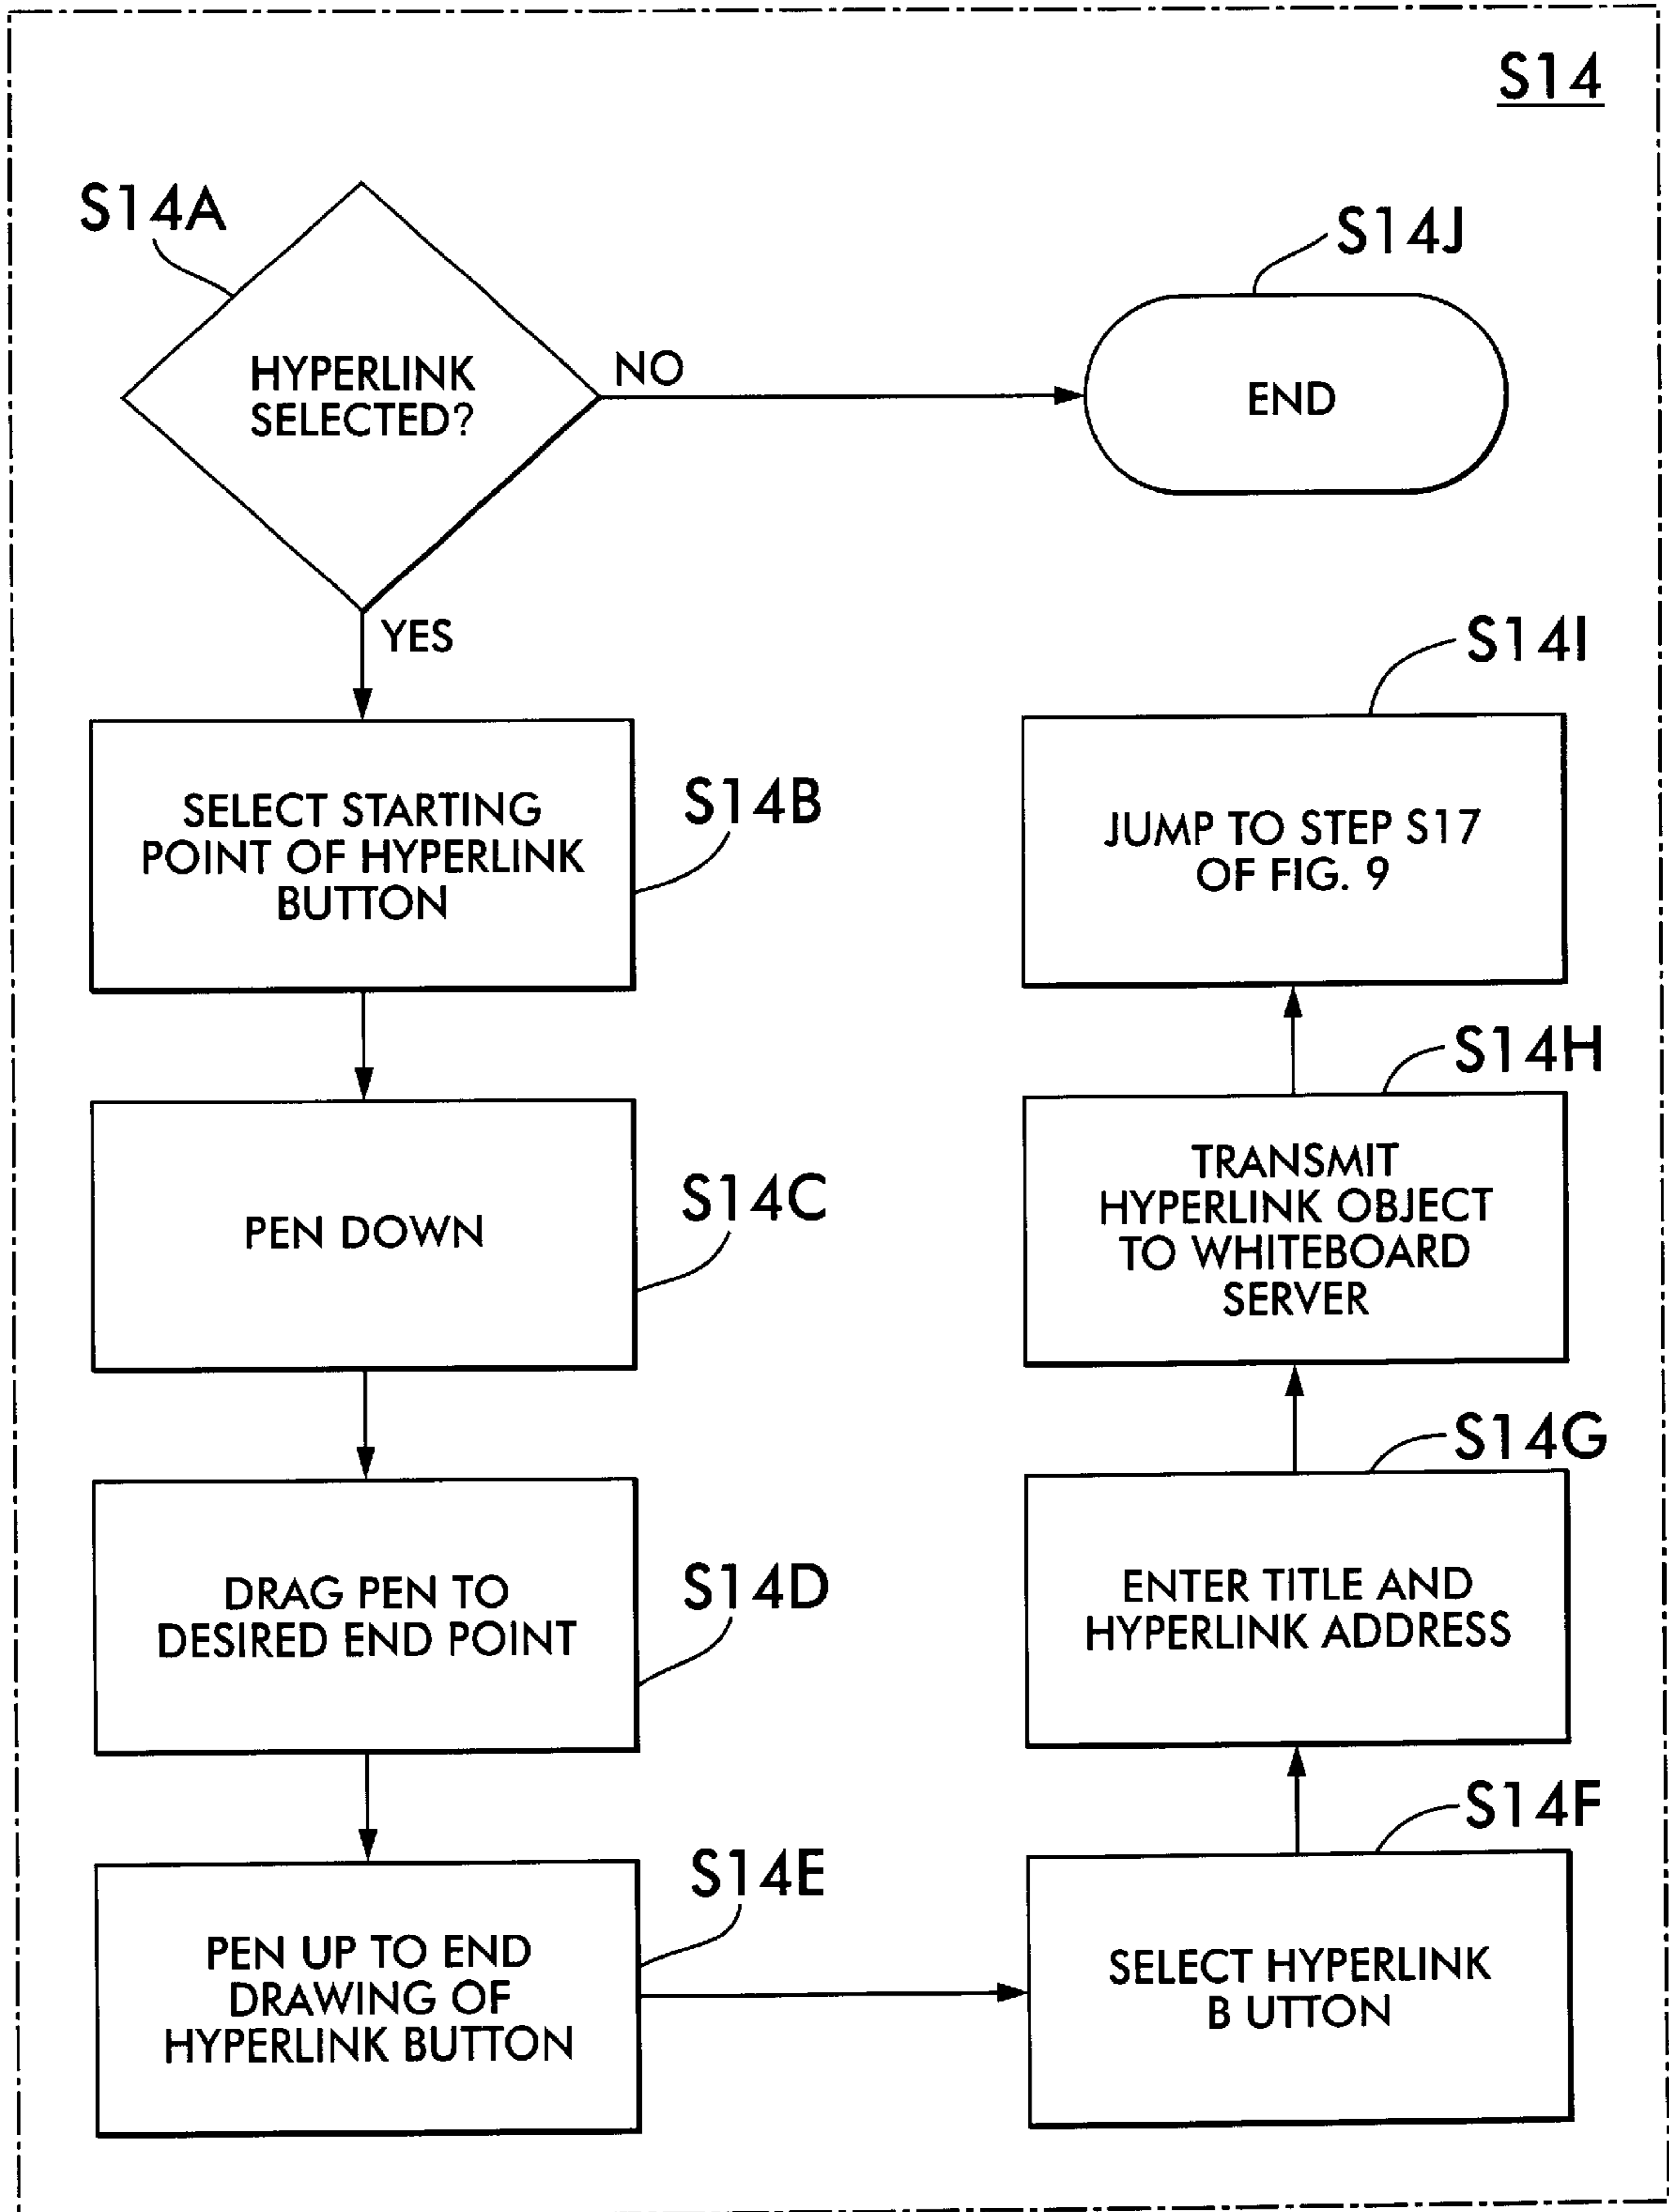 S14
S14A
HYPERLINK
SELECTED?
NO
S14J
END
YES
SELECT STARTING
POINT OF HYPERLINK
BUTTON
S14B
PEN DOWN
S14C
DRAG PEN TO
DESIRED END POINT
S14D
PEN UP TO END
DRAWING OF
HYPERLINK BUTTON
S14E
SELECT HYPERLINK
B UTTON
S14F
ENTER TITLE AND
HYPERLINK ADDRESS
S14G
TRANSMIT
HYPERLINK OBJECT
TO WHITEBOARD
SERVER
S14H
JUMP TO STEP S17
OF FIG. 9
S14I